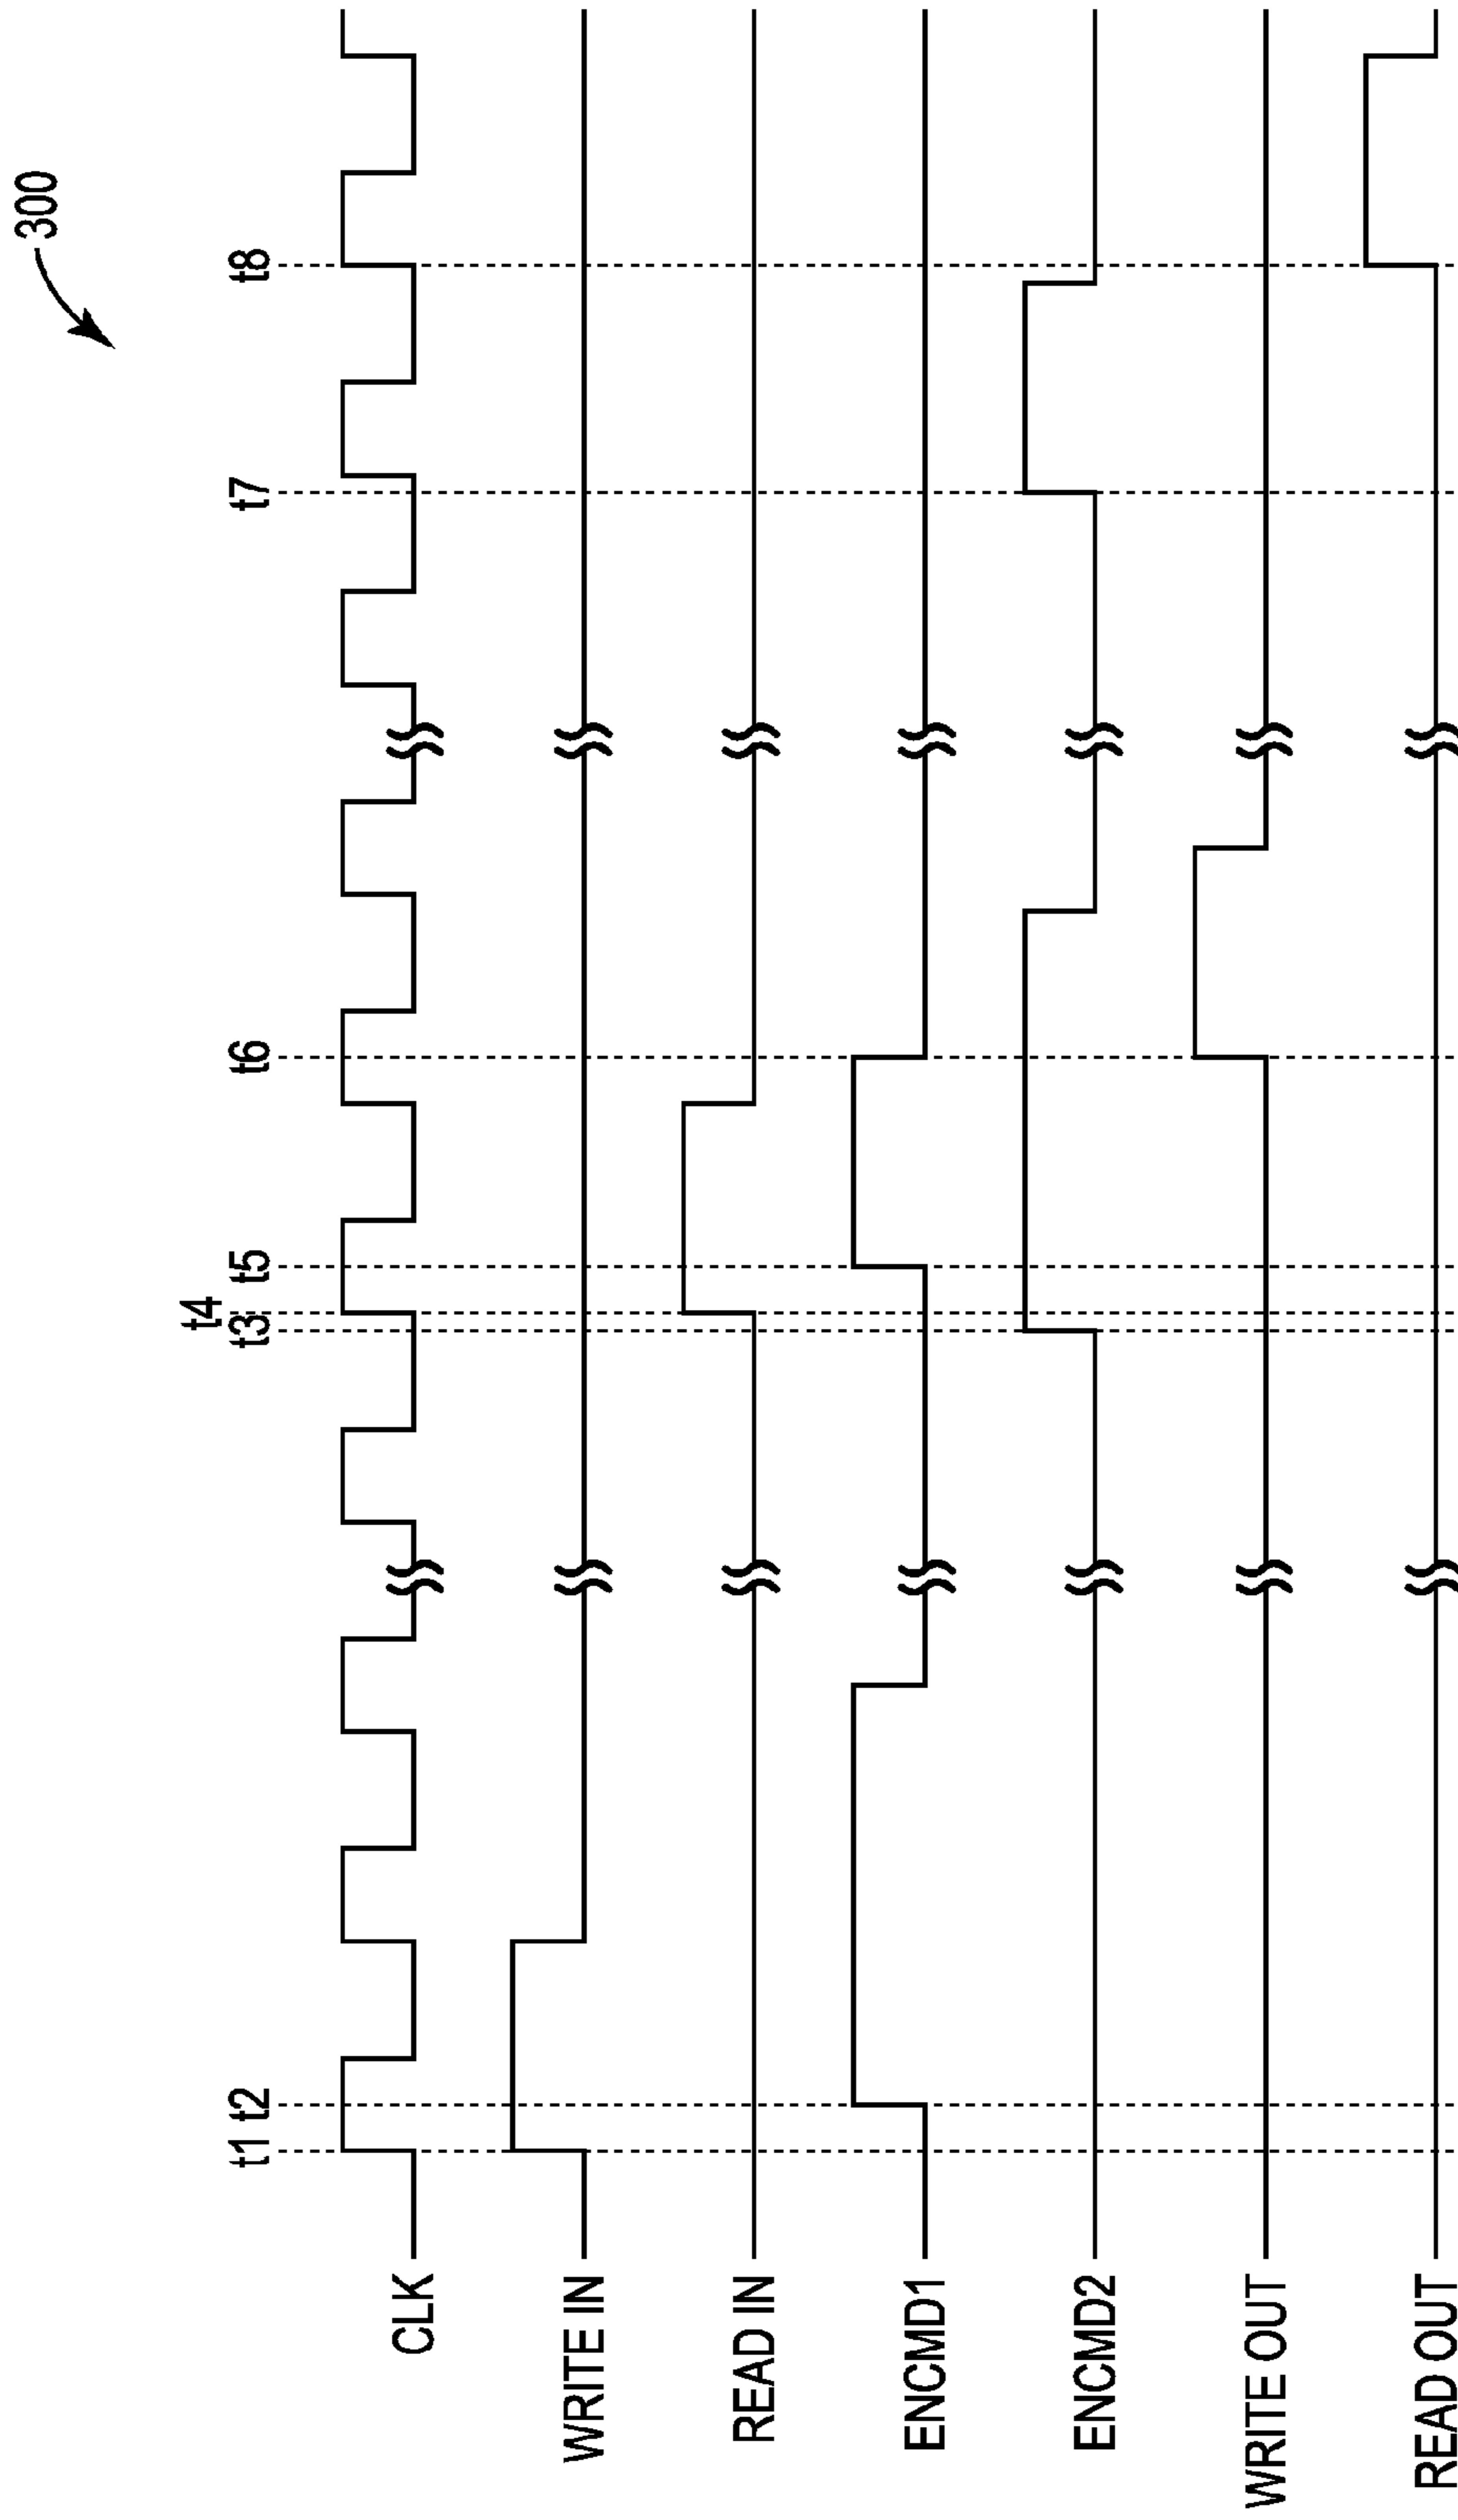 300
t4
t1 t2 t3 t5 t6 t7 t8
CLK
WRITE IN
READ IN
ENCMD1
ENCMD2
WRITE OUT
READ OUT